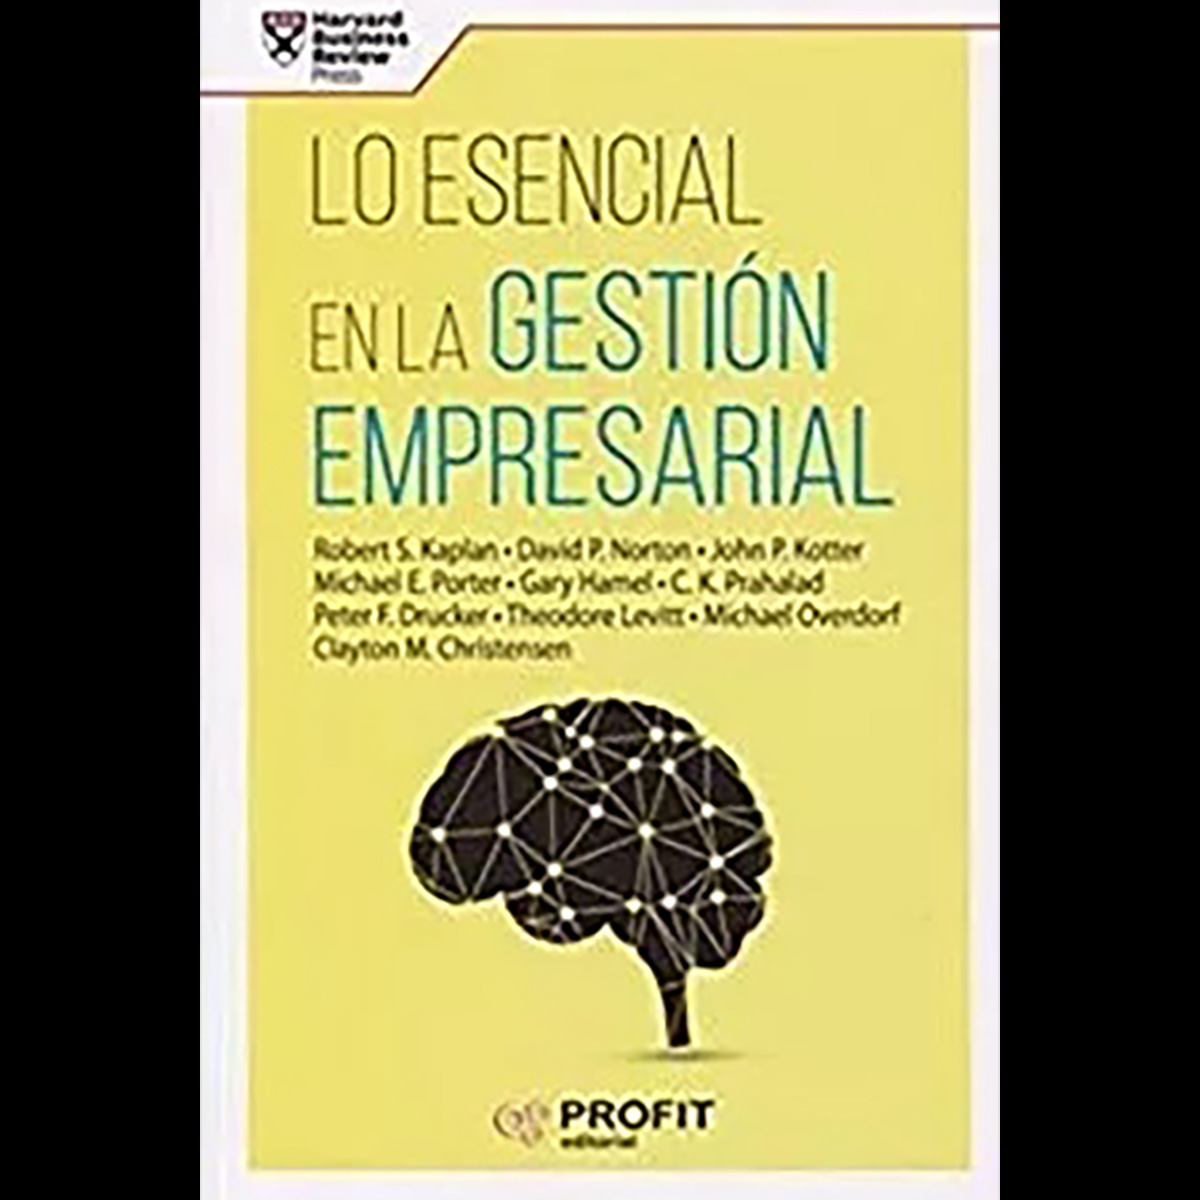 Harvard
Business
Review
Press
LO ESENCIAL
EN LA GESTIÓN
EMPRESARIAL
Robert S. Kaplan • David P. Norton • John P. Kotter
Michael E. Porter • Gary Hamel • C. K. Prahalad
Peter F. Drucker • Theodore Levitt • Michael Overdorf
Clayton M. Christensen
PROFIT
editorial